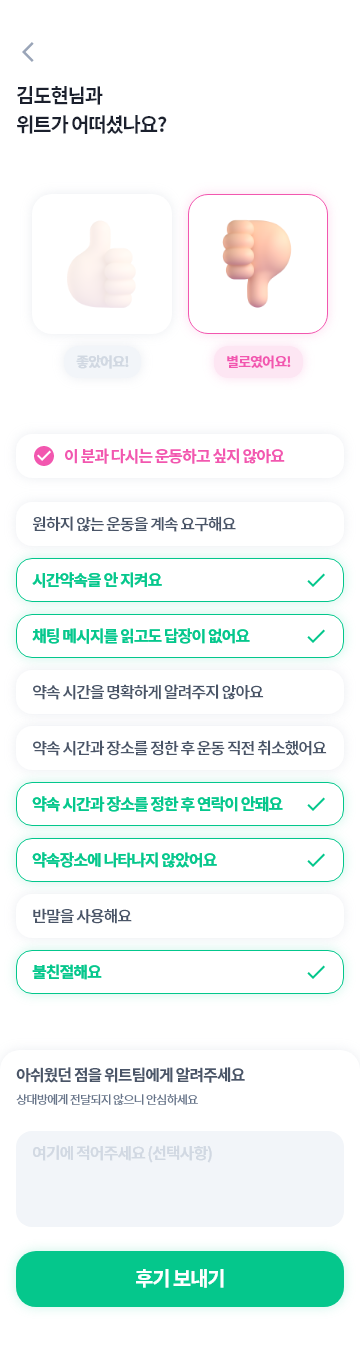 김도현님과
위트가 어떠셨나요?
좋았어요!
별로였어요!
이 분과 다시는 운동하고 싶지 않아요
원하지 않는 운동을 계속 요구해요
시간약속을 안 지켜요
채팅 메시지를 읽고도 답장이 없어요
약속 시간을 명확하게 알려주지 않아요
약속 시간과 장소를 정한 후 운동 직전 취소했어요
약속 시간과 장소를 정한 후 연락이 안돼요
약속장소에 나타나지 않았어요
반말을 사용해요
불친절해요
아쉬웠던 점을 위트팀에게 알려주세요
상대방에게 전달되지 않으니 안심하세요
여기에 적어주세요 (선택사항)
후기 보내기